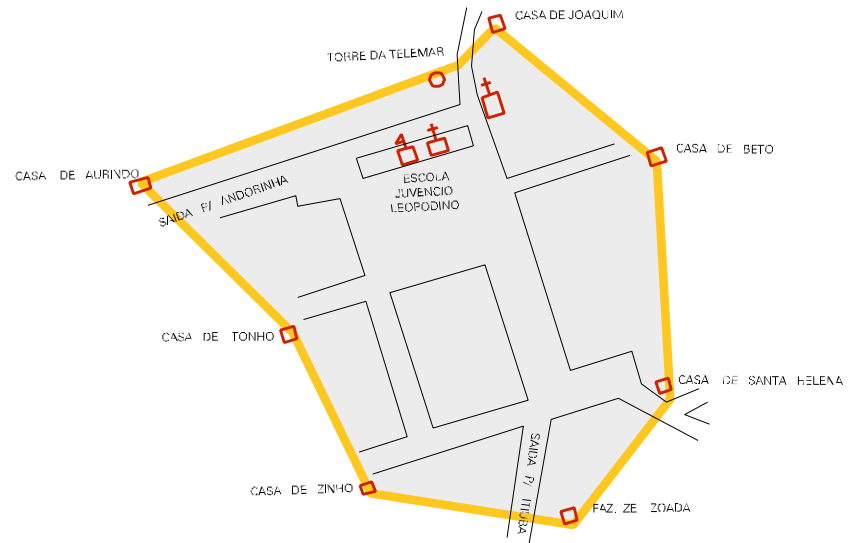 CASA DE JOAQUIM
TORRE DA TELEMAR
CASA DE BETO
CASA DE AURINDO
SAIDA P/ ANDORINHA
ESCOLA
JUVENCIO
LEOPODINO
CASA DE TONHO
CASA DE SANTA HELENA
SAIDA P/ ITIUBA
CASA DE ZINHO
FAZ. ZE ZOADA